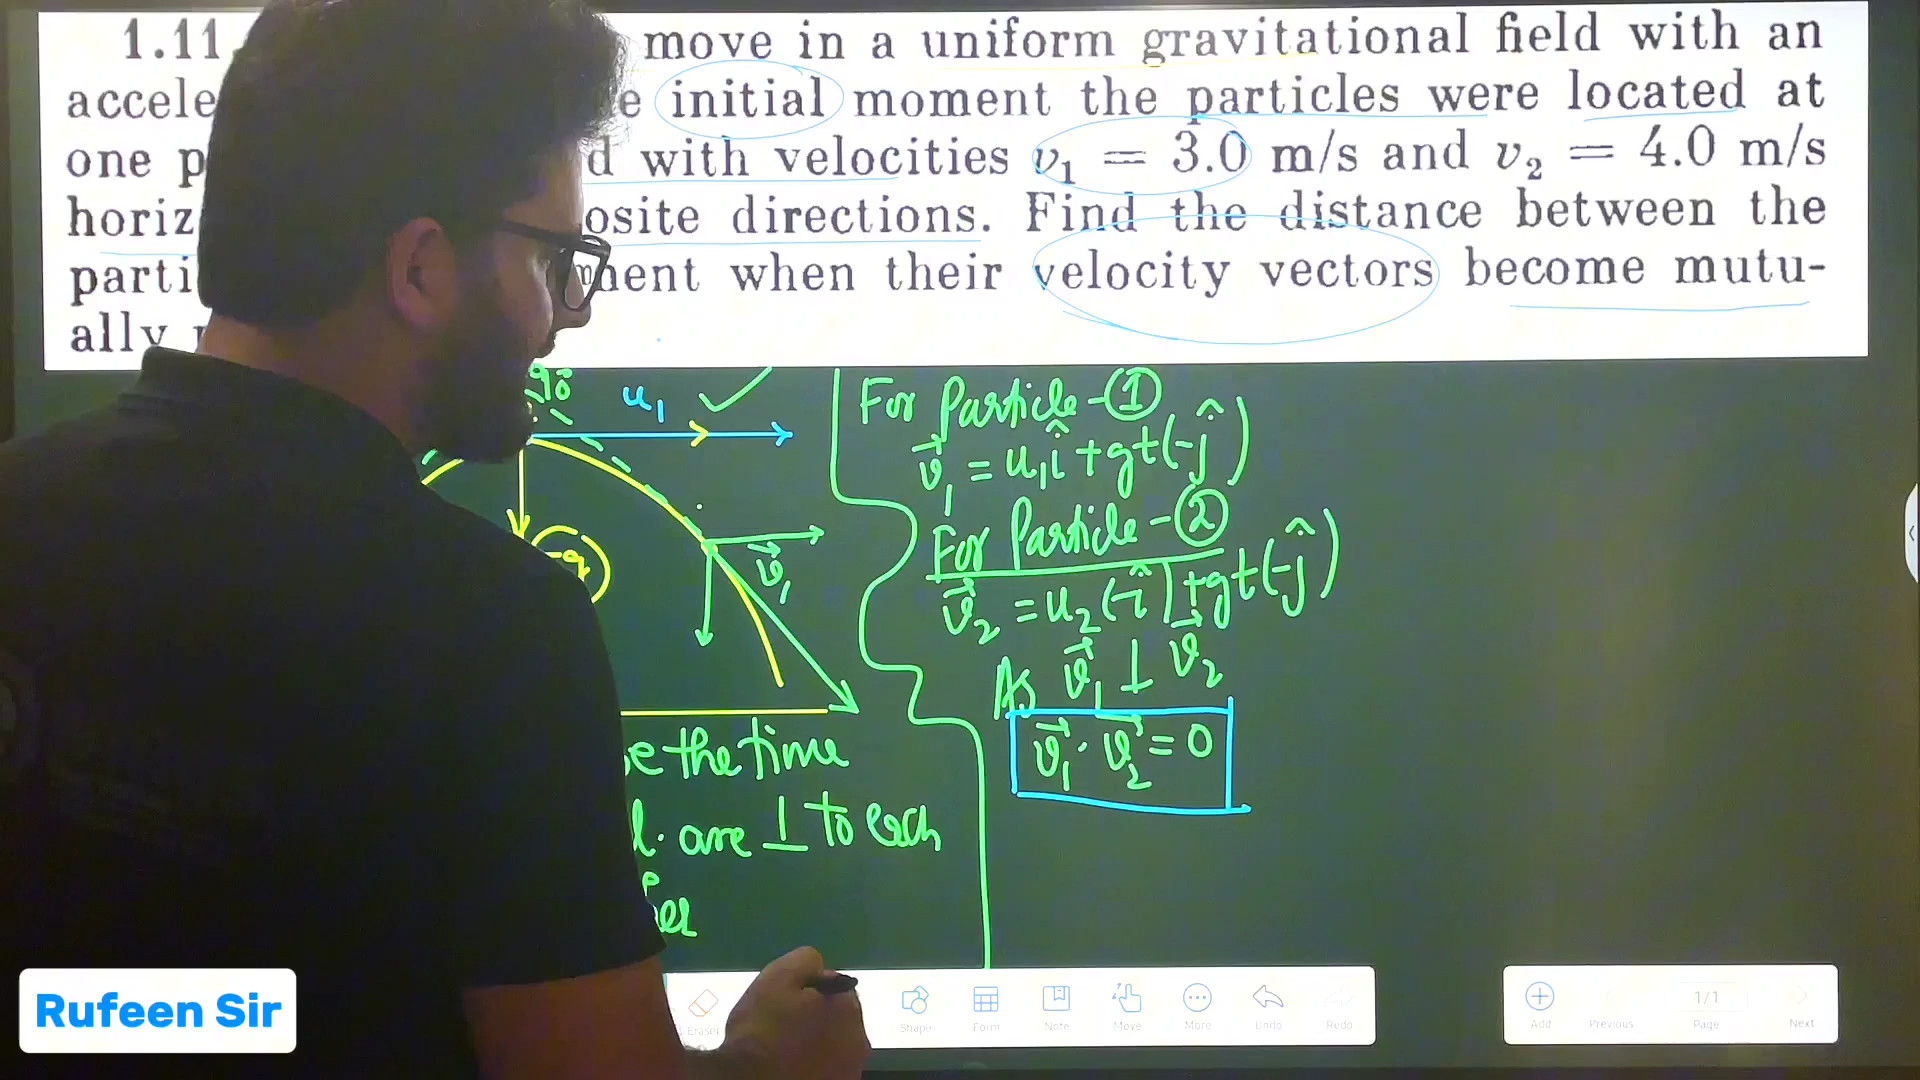 1.11. move in a uniform gravitational field with an
accele e initial moment the particles were located at
one p d with velocities v₁ = 3.0 m/s and v₂ = 4.0 m/s
horiz osite directions. Find the distance between the
parti ment when their velocity vectors become mutu-
ally
90°
u₁
g
v⃗₁
be the time
are ⊥ to each
For Particle-①
v⃗₁ = u₁î + gt(-ĵ)
For Particle-②
v⃗₂ = u₂(-î) + gt(-ĵ)
As v⃗₁ ⊥ v⃗₂
v⃗₁ · v⃗₂ = 0
Rufeen Sir
Eraser
Shape
Form
Note
Move
More
Undo
Redo
Add
Previous
1/1
Page
Next